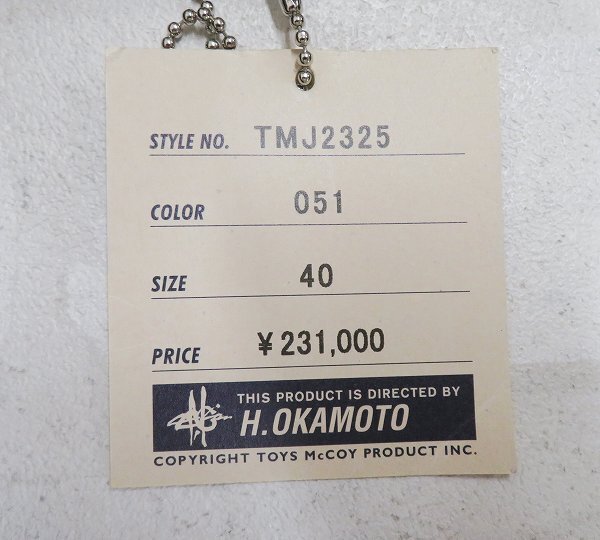 STYLE NO. TMJ2325
COLOR 051
SIZE 40
PRICE ¥231,000
THIS PRODUCT IS DIRECTED BY
H.OKAMOTO
COPYRIGHT TOYS McCOY PRODUCT INC.